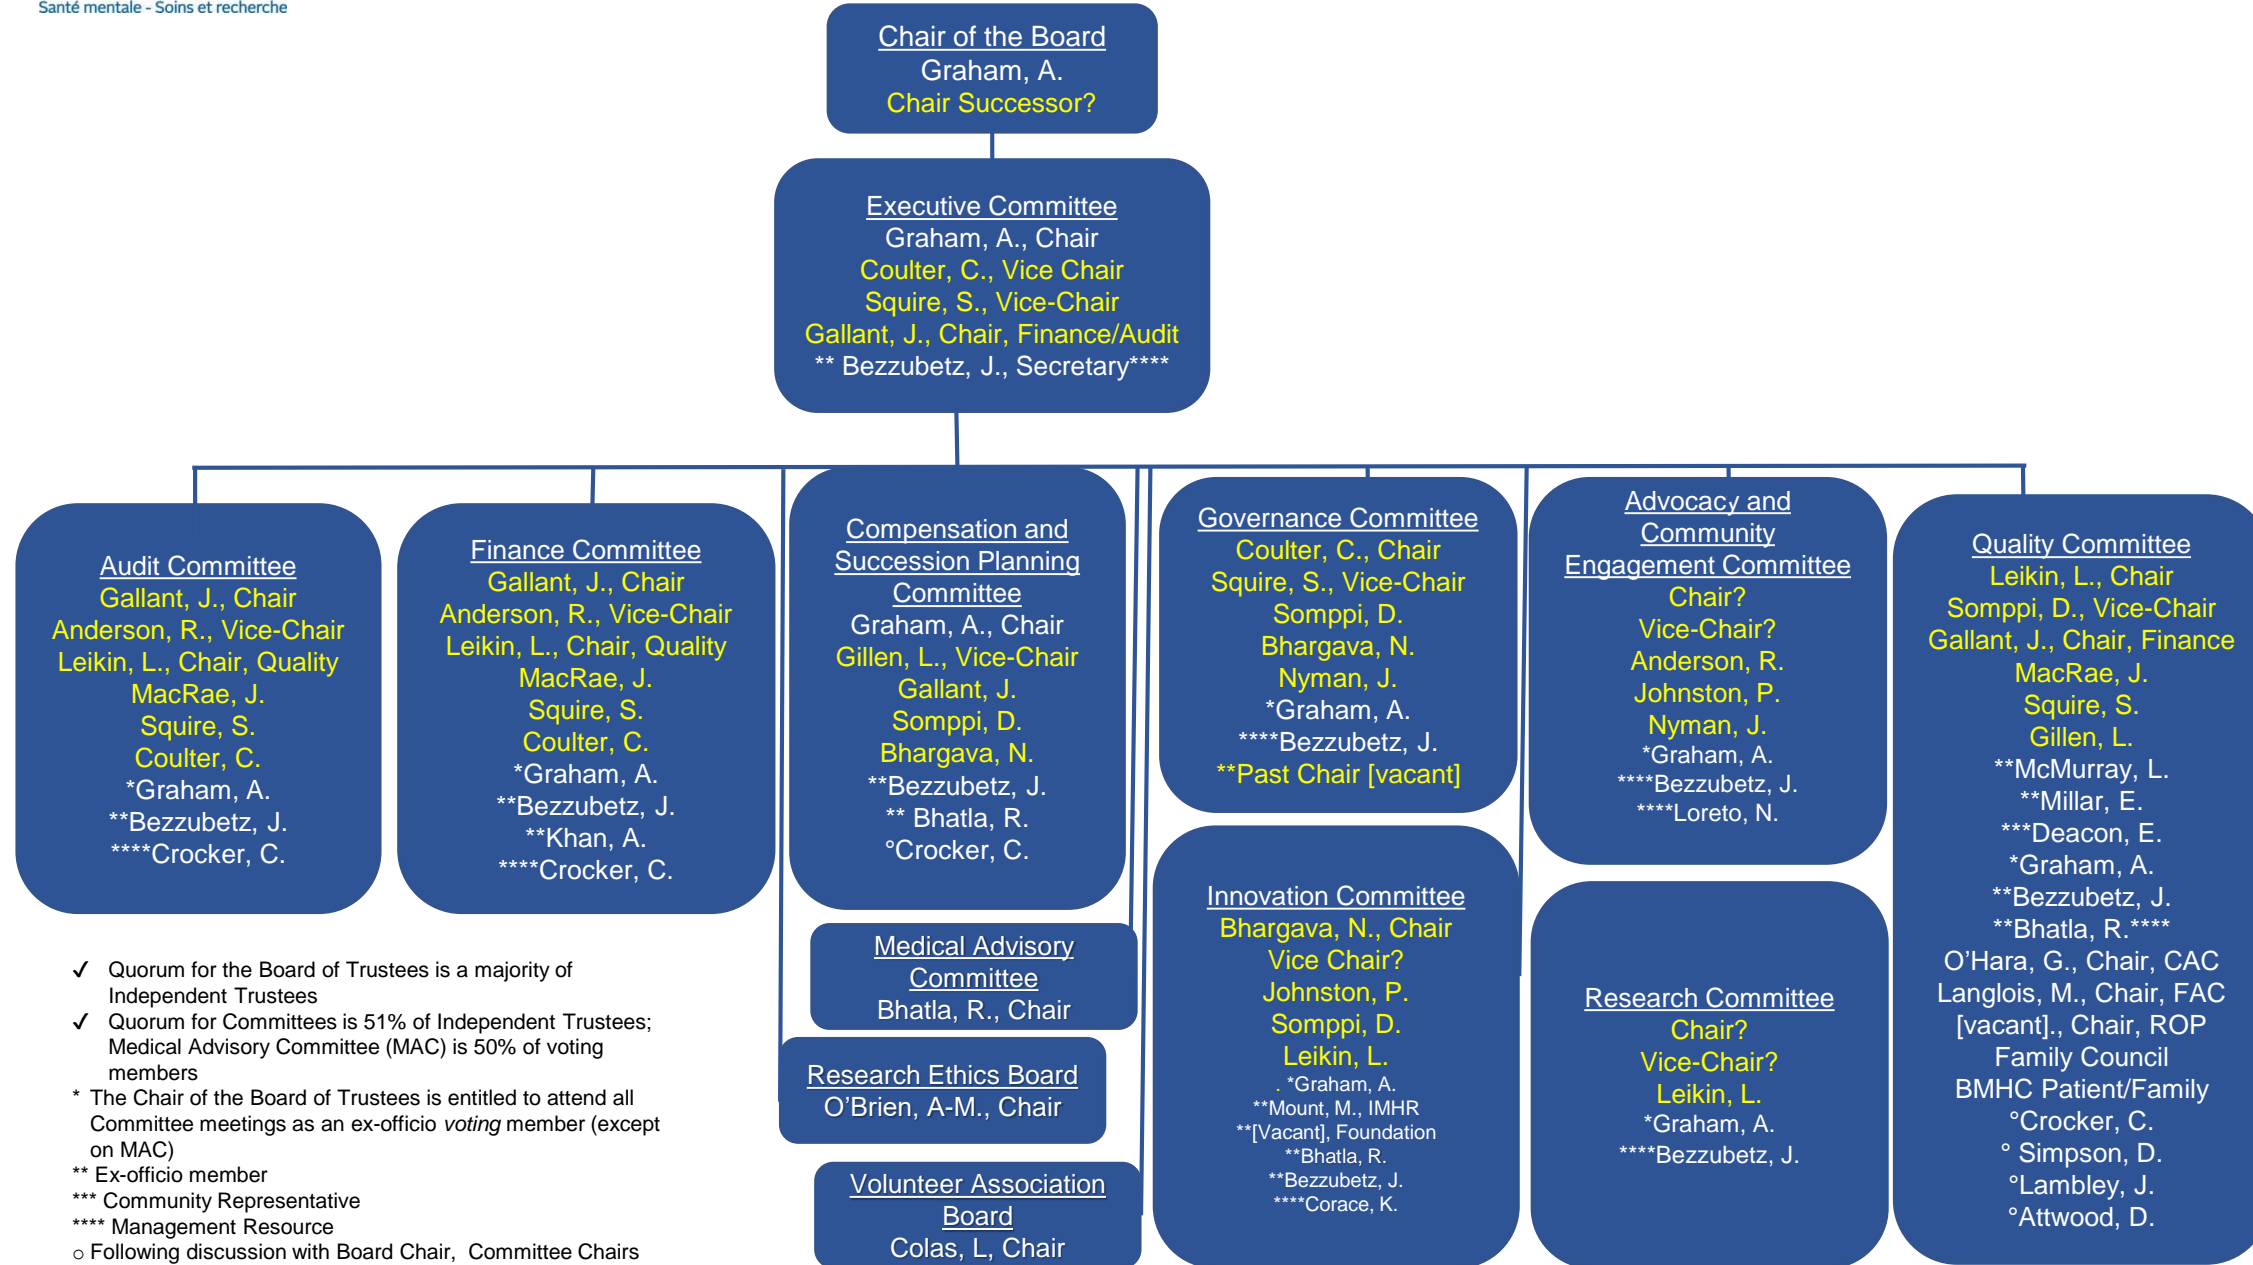 Santé mentale - Soins et recherche
Chair of the Board
Graham, A.
Chair Successor?
Executive Committee
Graham, A., Chair
Coulter, C., Vice Chair
Squire, S., Vice-Chair
Gallant, J., Chair, Finance/Audit
** Bezzubetz, J., Secretary****
Audit Committee
Gallant, J., Chair
Anderson, R., Vice-Chair
Leikin, L., Chair, Quality
MacRae, J.
Squire, S.
Coulter, C.
*Graham, A.
**Bezzubetz, J.
****Crocker, C.
Finance Committee
Gallant, J., Chair
Anderson, R., Vice-Chair
Leikin, L., Chair, Quality
MacRae, J.
Squire, S.
Coulter, C.
*Graham, A.
**Bezzubetz, J.
**Khan, A.
****Crocker, C.
Compensation and
Succession Planning
Committee
Graham, A., Chair
Gillen, L., Vice-Chair
Gallant, J.
Somppi, D.
Bhargava, N.
**Bezzubetz, J.
** Bhatla, R.
°Crocker, C.
Medical Advisory
Committee
Bhatla, R., Chair
Research Ethics Board
O'Brien, A-M., Chair
Volunteer Association
Board
Colas, L, Chair
Governance Committee
Coulter, C., Chair
Squire, S., Vice-Chair
Somppi, D.
Bhargava, N.
Nyman, J.
*Graham, A.
****Bezzubetz, J.
**Past Chair [vacant]
Innovation Committee
Bhargava, N., Chair
Vice Chair?
Johnston, P.
Somppi, D.
Leikin, L.
. *Graham, A.
**Mount, M., IMHR
**[Vacant], Foundation
**Bhatla, R.
**Bezzubetz, J.
****Corace, K.
Advocacy and
Community
Engagement Committee
Chair?
Vice-Chair?
Anderson, R.
Johnston, P.
Nyman, J.
*Graham, A.
****Bezzubetz, J.
****Loreto, N.
Research Committee
Chair?
Vice-Chair?
Leikin, L.
*Graham, A.
****Bezzubetz, J.
Quality Committee
Leikin, L., Chair
Somppi, D., Vice-Chair
Gallant, J., Chair, Finance
MacRae, J.
Squire, S.
Gillen, L.
**McMurray, L.
**Millar, E.
***Deacon, E.
*Graham, A.
**Bezzubetz, J.
**Bhatla, R.****
O'Hara, G., Chair, CAC
Langlois, M., Chair, FAC
[vacant]., Chair, ROP
Family Council
BMHC Patient/Family
°Crocker, C.
° Simpson, D.
°Lambley, J.
°Attwood, D.
✓ Quorum for the Board of Trustees is a majority of
Independent Trustees
✓ Quorum for Committees is 51% of Independent Trustees;
Medical Advisory Committee (MAC) is 50% of voting
members
* The Chair of the Board of Trustees is entitled to attend all
Committee meetings as an ex-officio voting member (except
on MAC)
** Ex-officio member
*** Community Representative
**** Management Resource
○ Following discussion with Board Chair, Committee Chairs